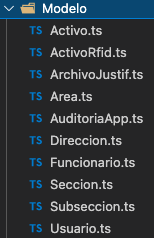 Modelo
TS Activo.ts
TS ActivoRfid.ts
TS ArchivoJustif.ts
TS Area.ts
TS AuditoriaApp.ts
TS Direccion.ts
TS Funcionario.ts
TS Seccion.ts
TS Subseccion.ts
TS Usuario.ts